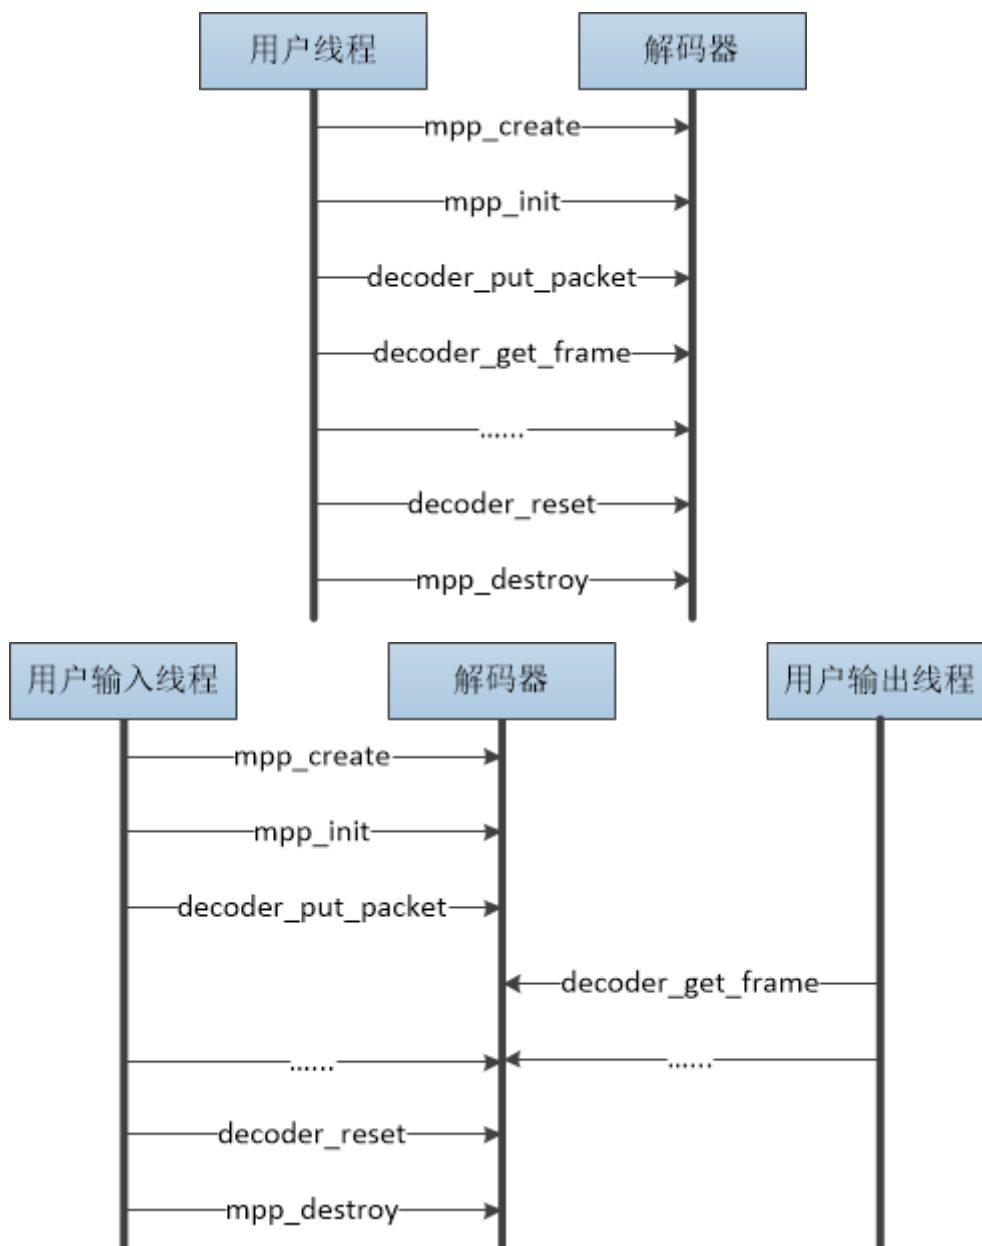 用户线程 解码器
mpp_create
mpp_init
decoder_put_packet
decoder_get_frame
......
decoder_reset
mpp_destroy
用户输入线程 解码器 用户输出线程
mpp_create
mpp_init
decoder_put_packet
decoder_get_frame
...... ......
decoder_reset
mpp_destroy